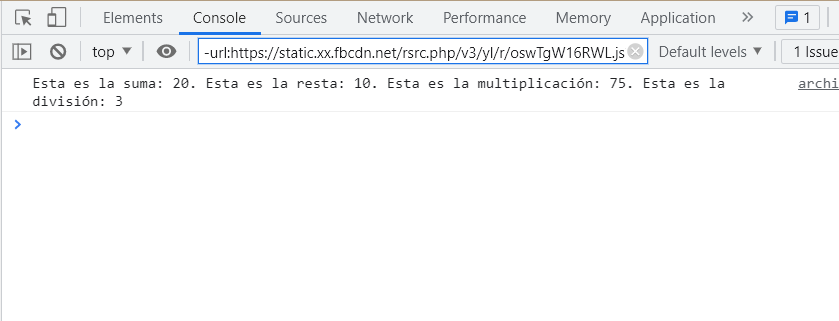 Elements Console Sources Network Performance Memory Application 1
top -url:https://static.xx.fbcdn.net/rsrc.php/v3/yl/r/oswTgW16RWL.js Default levels 1 Issue
Esta es la suma: 20. Esta es la resta: 10. Esta es la multiplicación: 75. Esta es la archi
división: 3